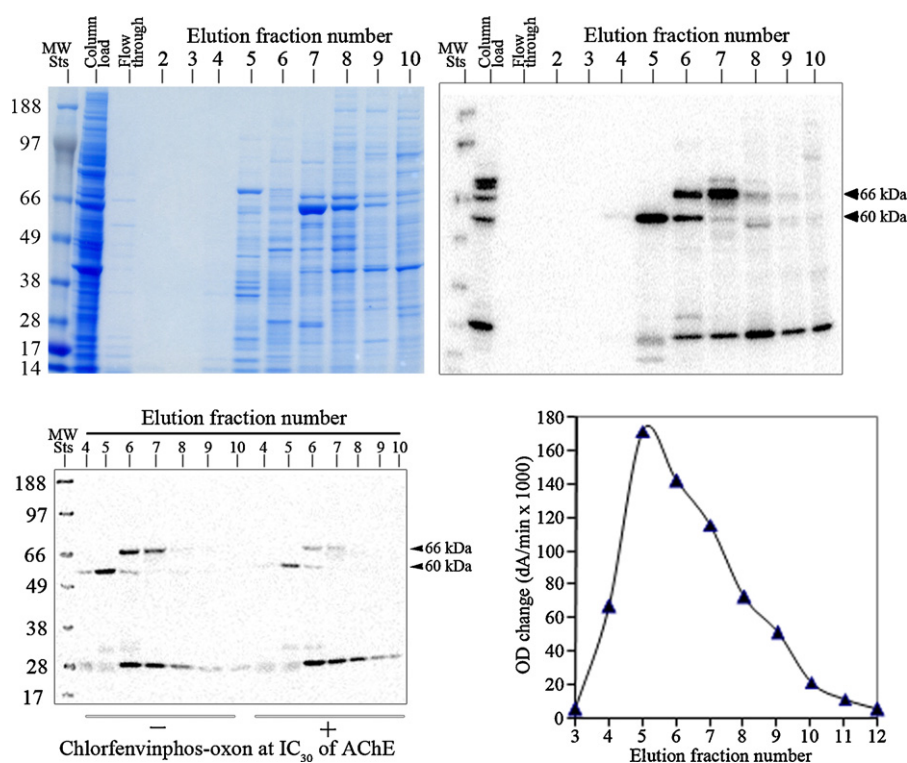 Elution fraction number
MW Sts Column load Flow through 2 3 4 5 6 7 8 9 10
188
97
66
49
38
28
17
14
Elution fraction number
MW Sts Column load Flow through 2 3 4 5 6 7 8 9 10
66 kDa
60 kDa
Elution fraction number
MW Sts 4 5 6 7 8 9 10 4 5 6 7 8 9 10
188
97
66
49
38
28
17
66 kDa
60 kDa
− +
Chlorfenvinphos-oxon at IC30 of AChE
OD change (dA/min x 1000)
180
160
140
120
100
80
60
40
20
0
3 4 5 6 7 8 9 10 11 12
Elution fraction number